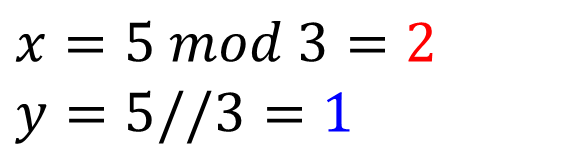 x = 5 mod 3 = 2
y = 5//3 = 1